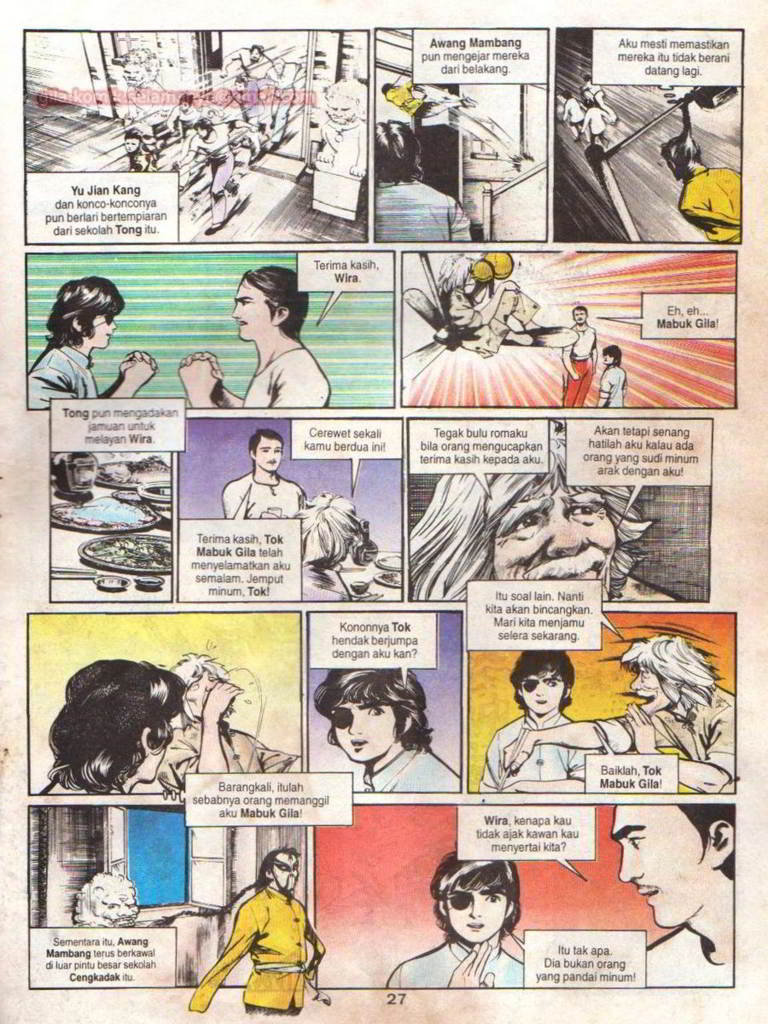 Yu Jian Kang
dan konco-konconya
pun berlari bertempiaran
dari sekolah Tong itu.
Awang Mambang
pun mengejar mereka
dari belakang.
Aku mesti memastikan
mereka itu tidak berani
datang lagi.
Terima kasih,
Wira.
Eh, eh...
Mabuk Gila!
Tong pun mengadakan
jamuan untuk
melayan Wira.
Cerewet sekali
kamu berdua ini!
Terima kasih, Tok
Mabuk Gila telah
menyelamatkan aku
semalam. Jemput
minum, Tok!
Tegak bulu romaku
bila orang mengucapkan
terima kasih kepada aku.
Akan tetapi senang
hatilah aku kalau ada
orang yang sudi minum
arak dengan aku!
Barangkali, itulah
sebabnya orang memanggil
aku Mabuk Gila!
Kononnya Tok
hendak berjumpa
dengan aku kan?
Itu soal lain. Nanti
kita akan bincangkan.
Mari kita menjamu
selera sekarang.
Baiklah, Tok
Mabuk Gila!
Sementara itu, Awang
Mambang terus berkawal
di luar pintu besar sekolah
Cengkadak itu.
Wira, kenapa kau
tidak ajak kawan kau
menyertai kita?
Itu tak apa.
Dia bukan orang
yang pandai minum!
27